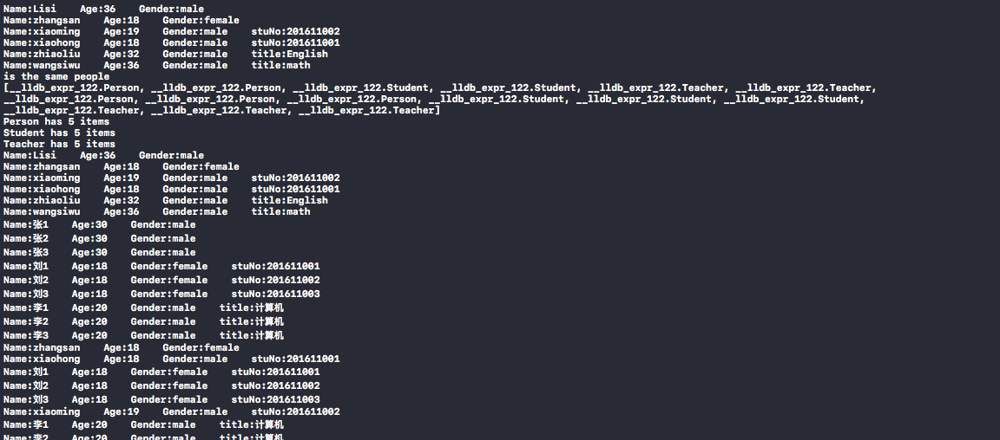 Name:Lisi    Age:36    Gender:male
Name:zhangsan    Age:18    Gender:female
Name:xiaoming    Age:19    Gender:male    stuNo:201611002
Name:xiaohong    Age:18    Gender:male    stuNo:201611001
Name:zhiaoliu    Age:32    Gender:male    title:English
Name:wangsiwu    Age:36    Gender:male    title:math
is the same people
[__lldb_expr_122.Person, __lldb_expr_122.Person, __lldb_expr_122.Student, __lldb_expr_122.Student, __lldb_expr_122.Teacher, __lldb_expr_122.Teacher,
__lldb_expr_122.Person, __lldb_expr_122.Person, __lldb_expr_122.Person, __lldb_expr_122.Student, __lldb_expr_122.Student, __lldb_expr_122.Student,
__lldb_expr_122.Teacher, __lldb_expr_122.Teacher, __lldb_expr_122.Teacher]
Person has 5 items
Student has 5 items
Teacher has 5 items
Name:Lisi    Age:36    Gender:male
Name:zhangsan    Age:18    Gender:female
Name:xiaoming    Age:19    Gender:male    stuNo:201611002
Name:xiaohong    Age:18    Gender:male    stuNo:201611001
Name:zhiaoliu    Age:32    Gender:male    title:English
Name:wangsiwu    Age:36    Gender:male    title:math
Name:张1    Age:30    Gender:male
Name:张2    Age:30    Gender:male
Name:张3    Age:30    Gender:male
Name:刘1    Age:18    Gender:female    stuNo:201611001
Name:刘2    Age:18    Gender:female    stuNo:201611002
Name:刘3    Age:18    Gender:female    stuNo:201611003
Name:李1    Age:20    Gender:male    title:计算机
Name:李2    Age:20    Gender:male    title:计算机
Name:李3    Age:20    Gender:male    title:计算机
Name:zhangsan    Age:18    Gender:female
Name:xiaohong    Age:18    Gender:male    stuNo:201611001
Name:刘1    Age:18    Gender:female    stuNo:201611001
Name:刘2    Age:18    Gender:female    stuNo:201611002
Name:刘3    Age:18    Gender:female    stuNo:201611003
Name:xiaoming    Age:19    Gender:male    stuNo:201611002
Name:李1    Age:20    Gender:male    title:计算机
Name:李2    Age:20    Gender:male    title:计算机